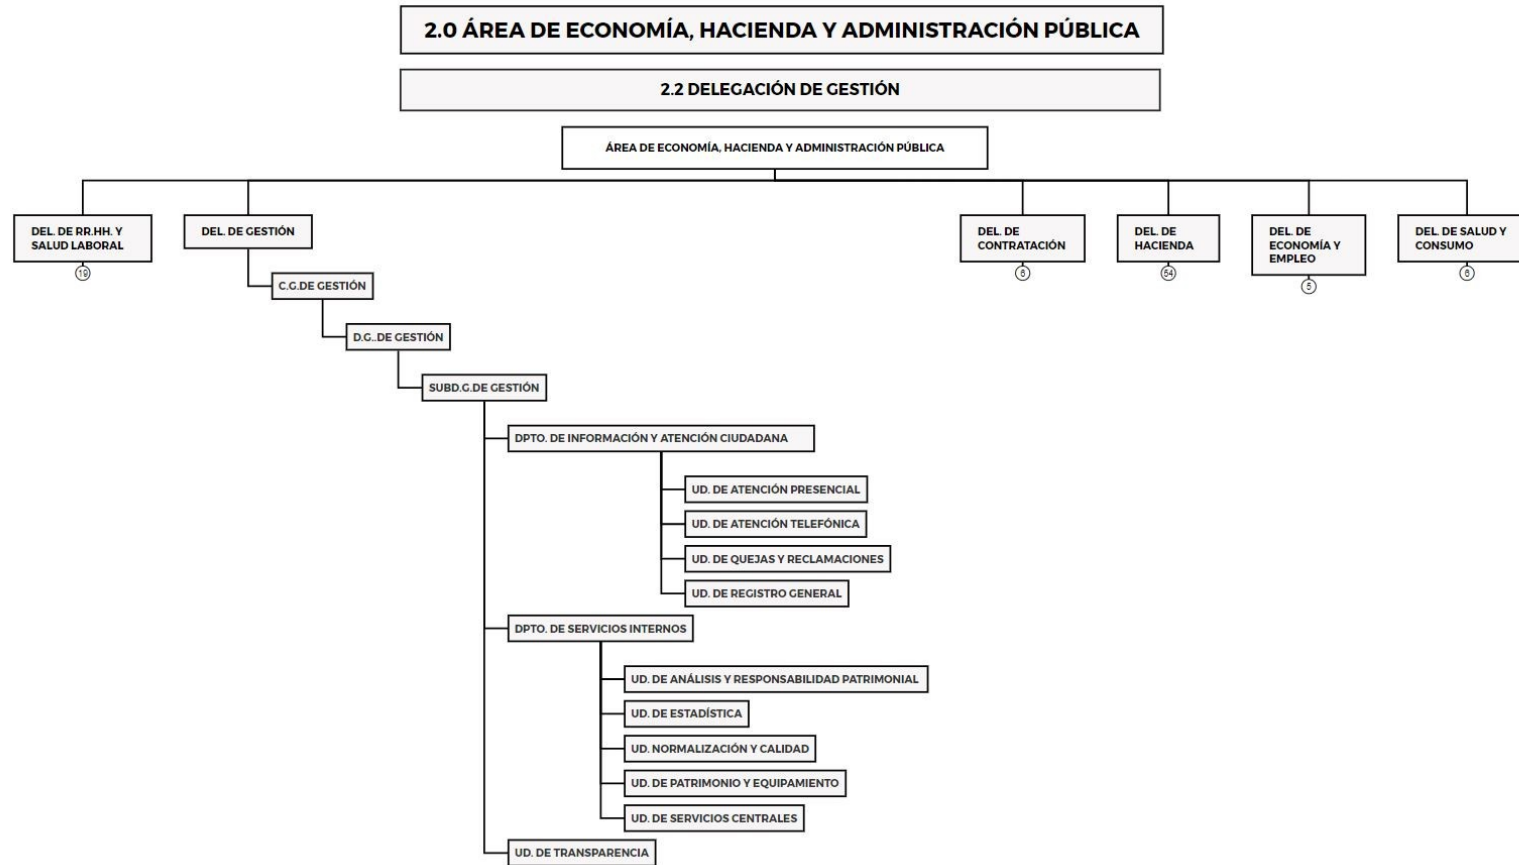 2.0 ÁREA DE ECONOMÍA, HACIENDA Y ADMINISTRACIÓN PÚBLICA
2.2 DELEGACIÓN DE GESTIÓN
ÁREA DE ECONOMÍA, HACIENDA Y ADMINISTRACIÓN PÚBLICA
DEL. DE RR.HH. Y
SALUD LABORAL
19
DEL. DE GESTIÓN
DEL. DE
CONTRATACIÓN
6
DEL. DE
HACIENDA
54
DEL. DE
ECONOMÍA Y
EMPLEO
5
DEL. DE SALUD Y
CONSUMO
6
C.G.DE GESTIÓN
D.G..DE GESTIÓN
SUBD.G.DE GESTIÓN
DPTO. DE INFORMACIÓN Y ATENCIÓN CIUDADANA
UD. DE ATENCIÓN PRESENCIAL
UD. DE ATENCIÓN TELEFÓNICA
UD. DE QUEJAS Y RECLAMACIONES
UD. DE REGISTRO GENERAL
DPTO. DE SERVICIOS INTERNOS
UD. DE ANÁLISIS Y RESPONSABILIDAD PATRIMONIAL
UD. DE ESTADÍSTICA
UD. NORMALIZACIÓN Y CALIDAD
UD. DE PATRIMONIO Y EQUIPAMIENTO
UD. DE SERVICIOS CENTRALES
UD. DE TRANSPARENCIA